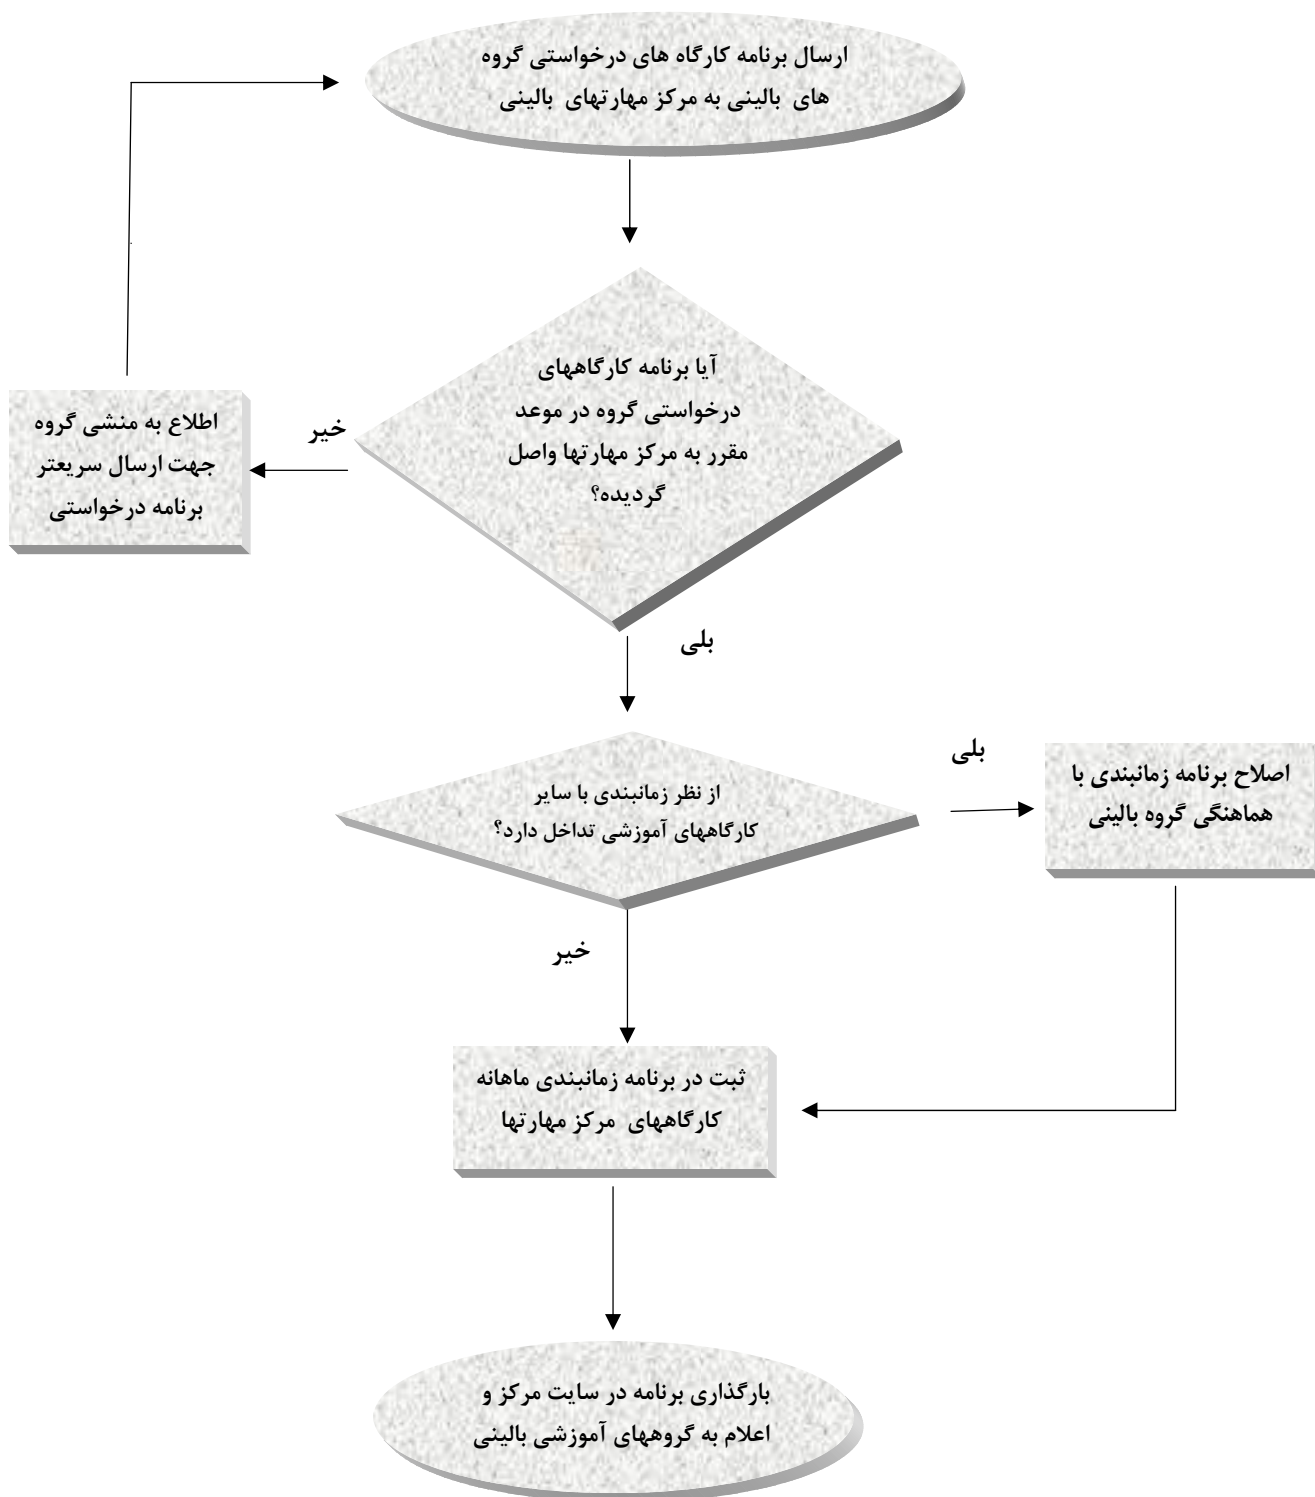 ارسال برنامه کارگاه های درخواستی گروه
های بالینی به مرکز مهارتهای بالینی
آیا برنامه کارگاههای
درخواستی گروه در موعد
مقرر به مرکز مهارتها واصل
گردیده؟
خیر
اطلاع به منشی گروه
جهت ارسال سریعتر
برنامه درخواستی
بلی
از نظر زمانبندی با سایر
کارگاههای آموزشی تداخل دارد؟
بلی
اصلاح برنامه زمانبندی با
هماهنگی گروه بالینی
خیر
ثبت در برنامه زمانبندی ماهانه
کارگاههای مرکز مهارتها
بارگذاری برنامه در سایت مرکز و
اعلام به گروههای آموزشی بالینی